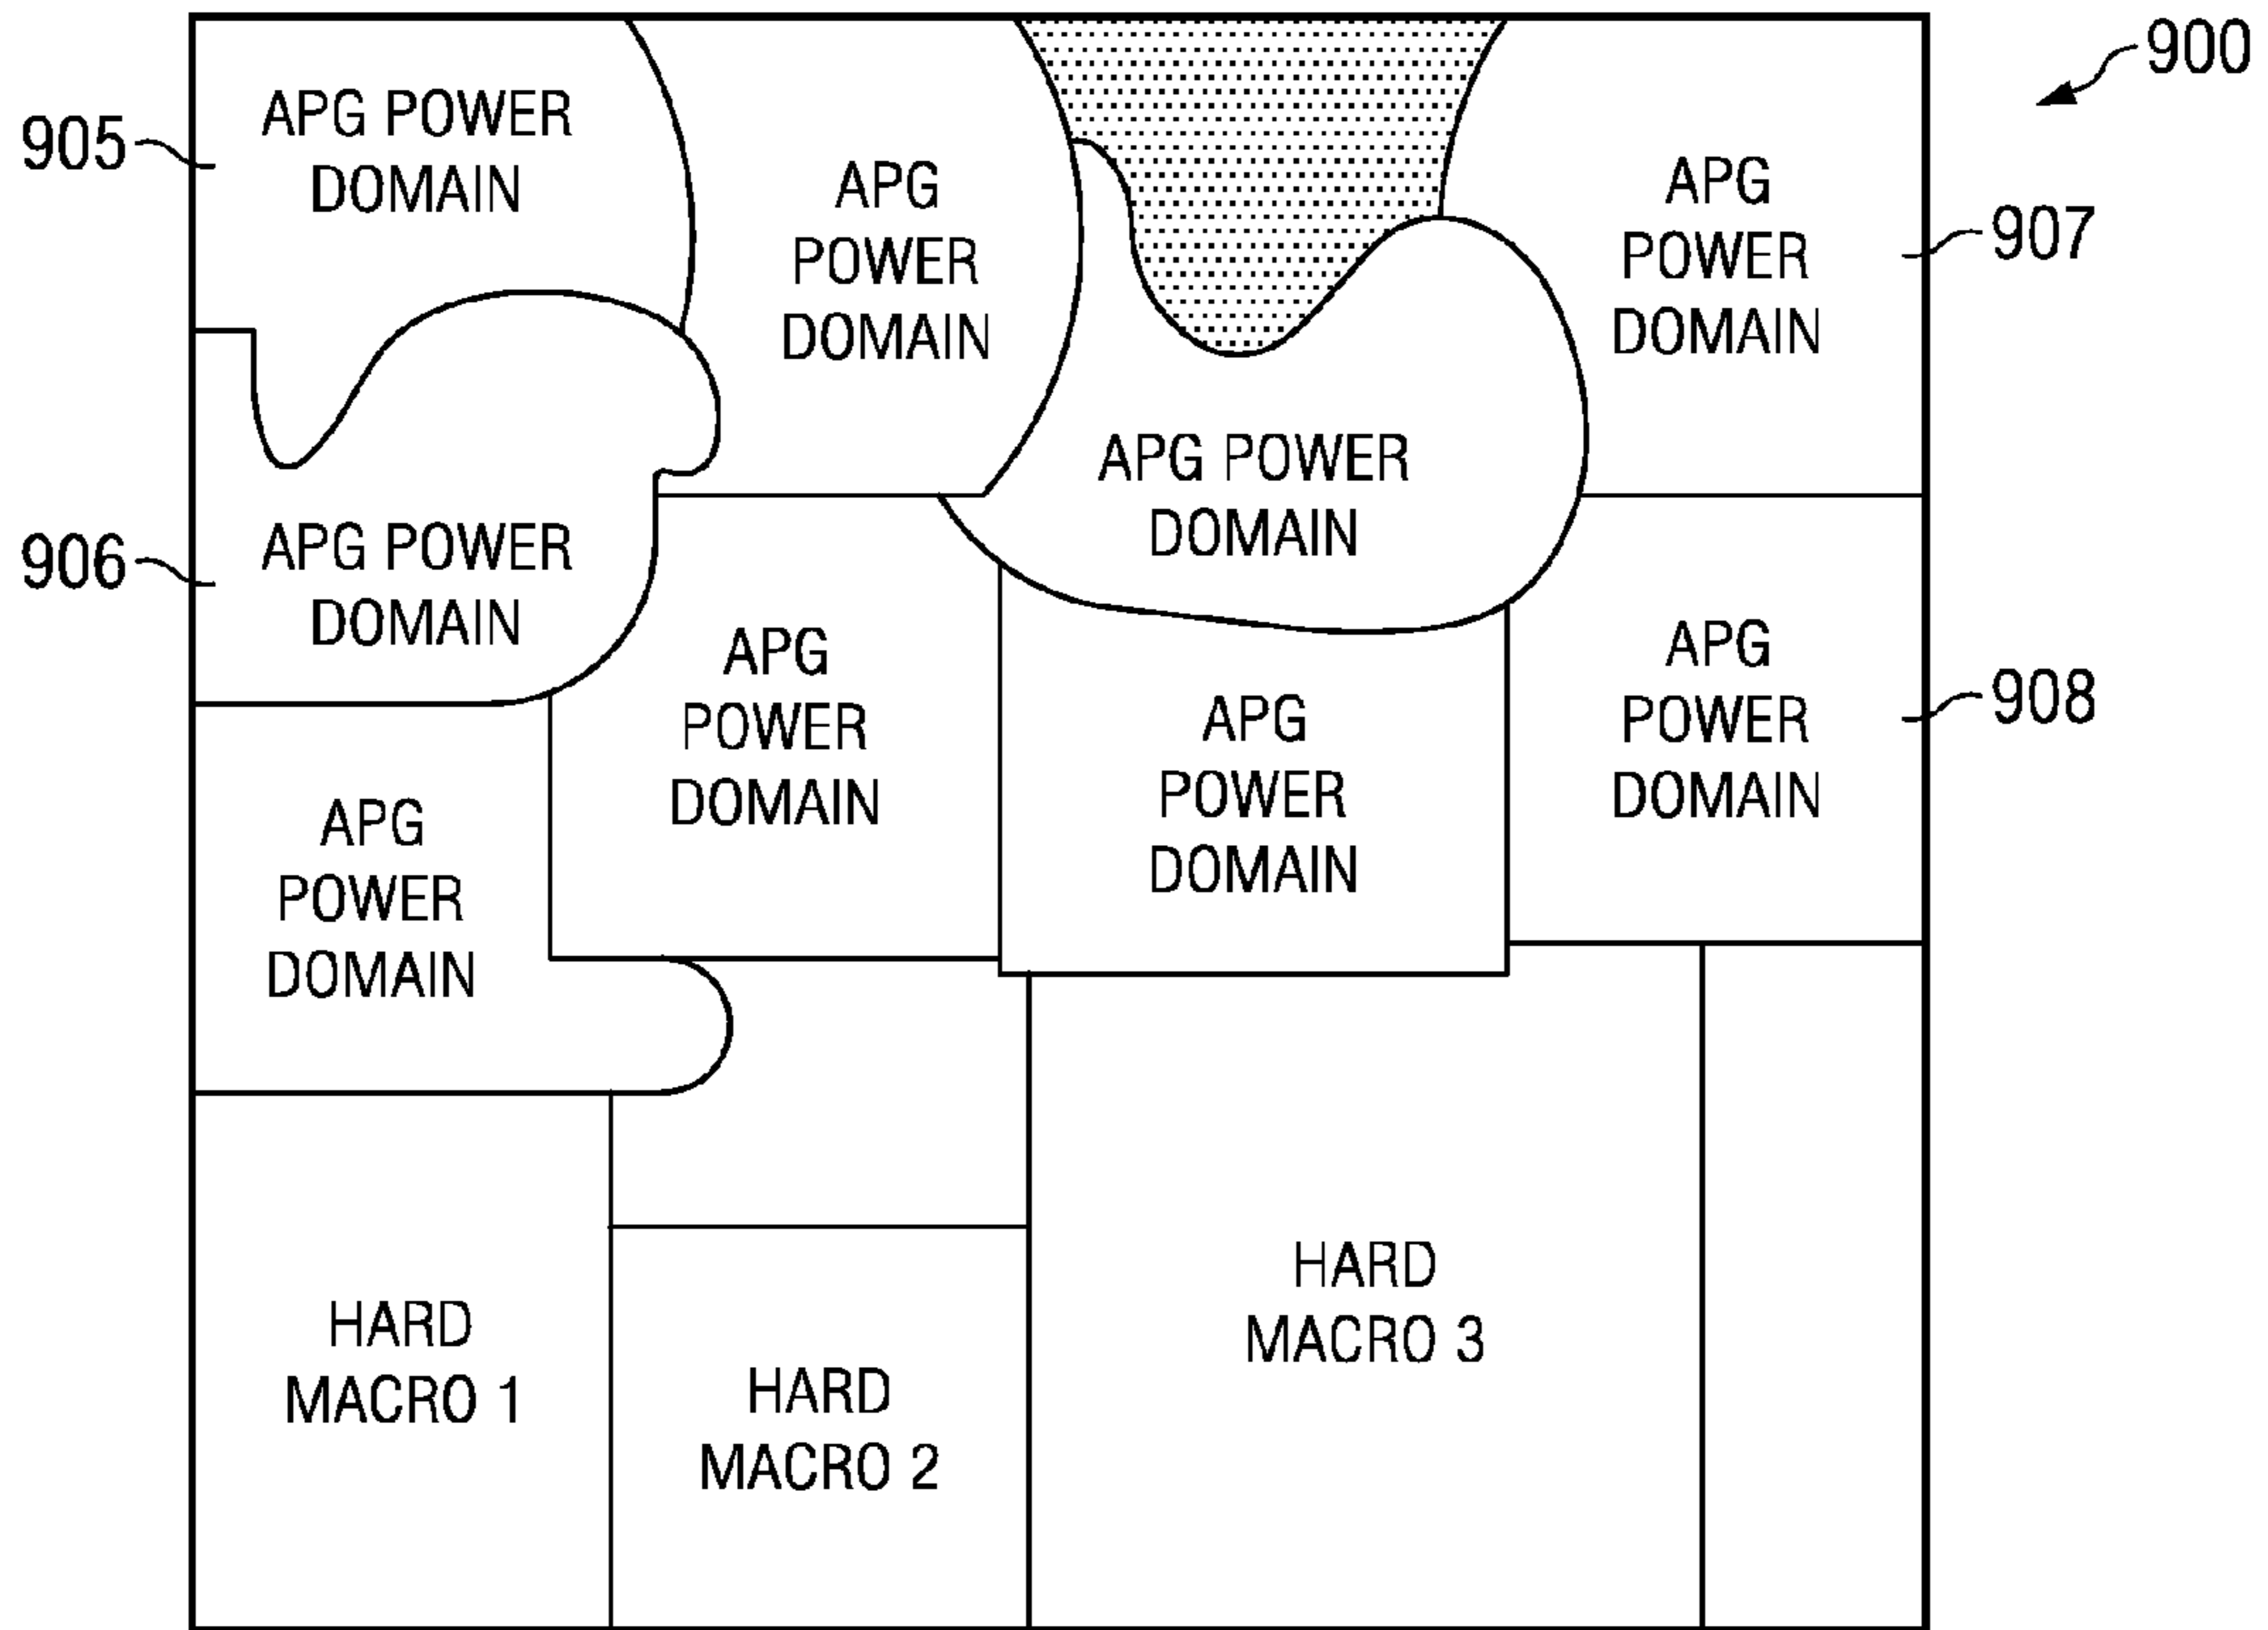 900
905
APG POWER
DOMAIN
APG
POWER
DOMAIN
APG
POWER
DOMAIN
907
APG POWER
DOMAIN
906
APG POWER
DOMAIN
APG
POWER
DOMAIN
APG
POWER
DOMAIN
APG
POWER
DOMAIN
908
APG
POWER
DOMAIN
HARD
MACRO 1
HARD
MACRO 2
HARD
MACRO 3